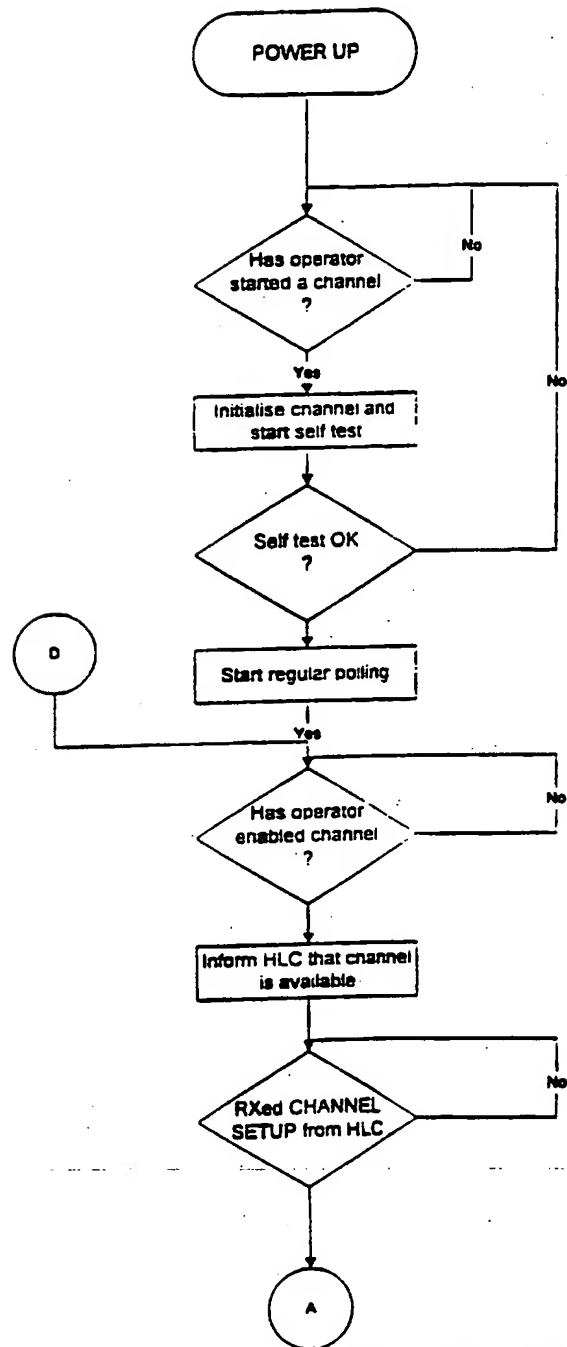 POWER UP
No
Has operator
started a channel
?
Yes
No
Initialise channel and
start self test
Self test OK
?
D
Start regular polling
Yes
No
Has operator
enabled channel
?
Inform HLC that channel
is available
No
RXed CHANNEL
SETUP from HLC
A